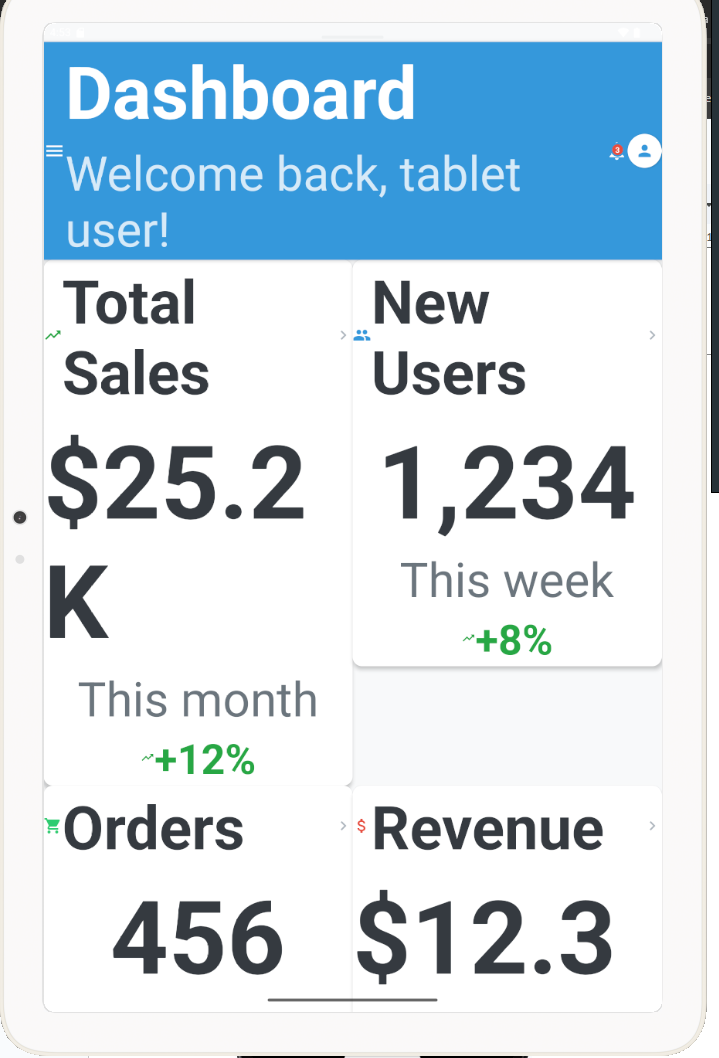 Dashboard
Welcome back, tablet
user!
3
Total
Sales
$25.2
K
This month
+12%
New
Users
1,234
This week
+8%
Orders
456
Revenue
$12.3